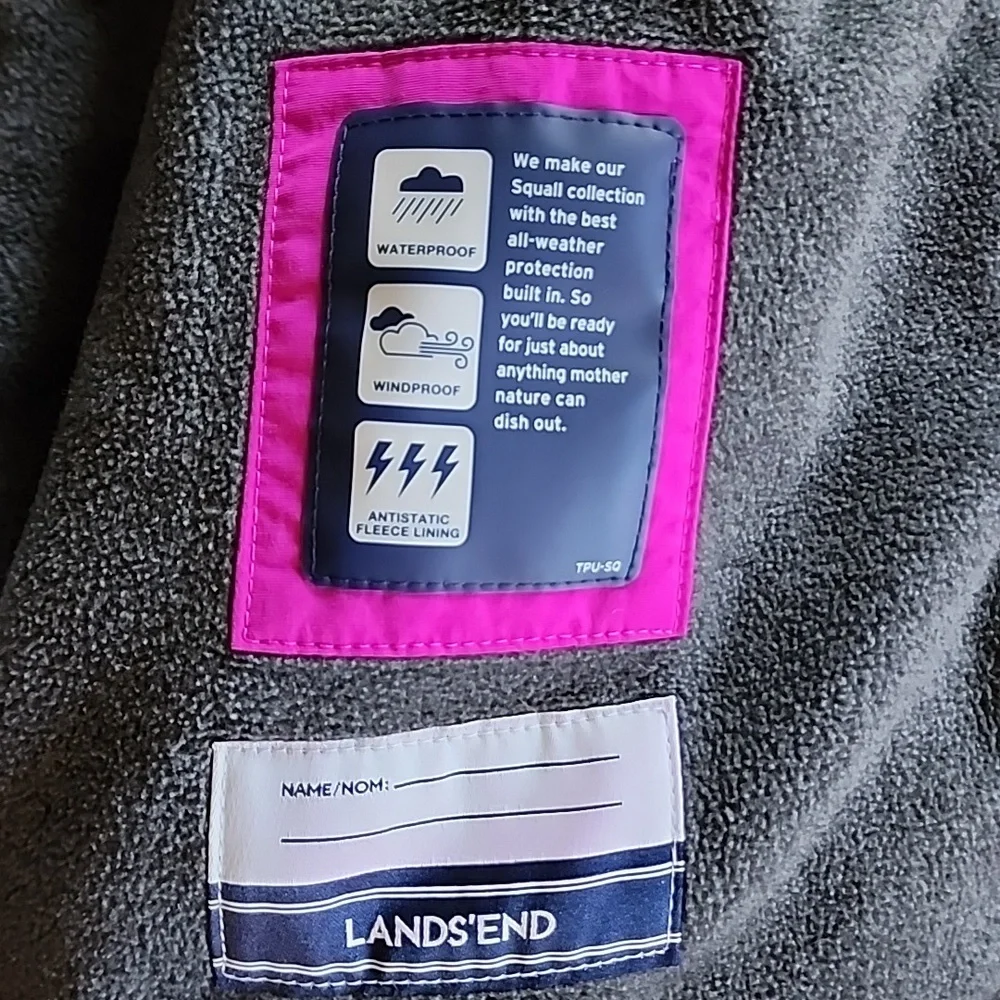 WATERPROOF
WINDPROOF
ANTISTATIC
FLEECE LINING
We make our
Squall collection
with the best
all-weather
protection
built in. So
you'll be ready
for just about
anything mother
nature can
dish out.
TPU-SQ
NAME/NOM:
LANDS'END